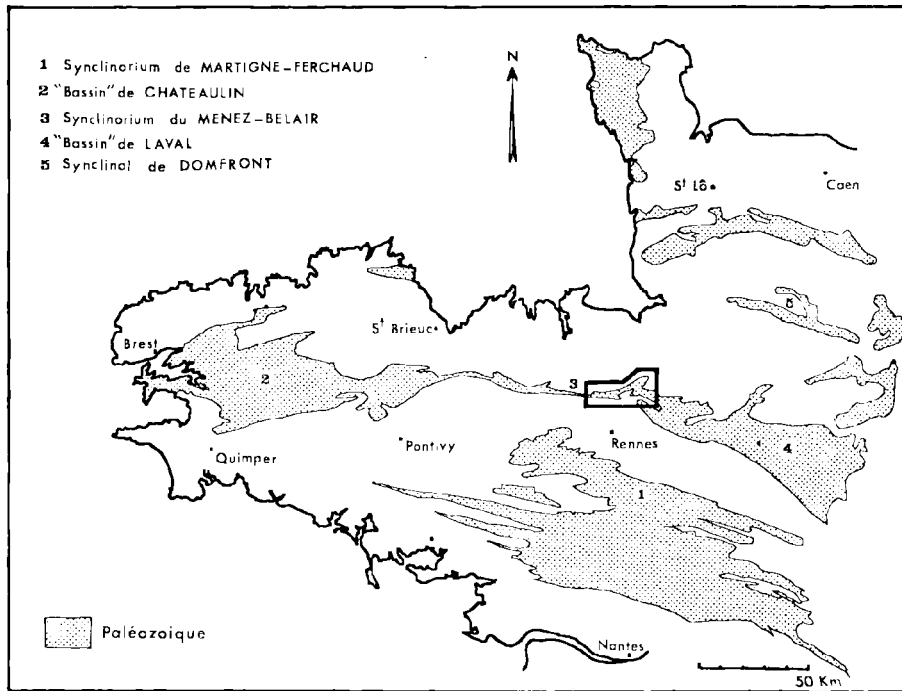 1 Synclinorium de MARTIGNE-FERCHAUD
2 "Bassin" de CHATEAULIN
3 Synclinorium du MENEZ-BELAIR
4 "Bassin" de LAVAL
5 Synclinal de DOMFRONT
N
St Lô
Caen
5
St Brieuc
Brest
2
3
4
Pontivy
Rennes
Quimper
1
Paléazoique
Nantes
50 Km